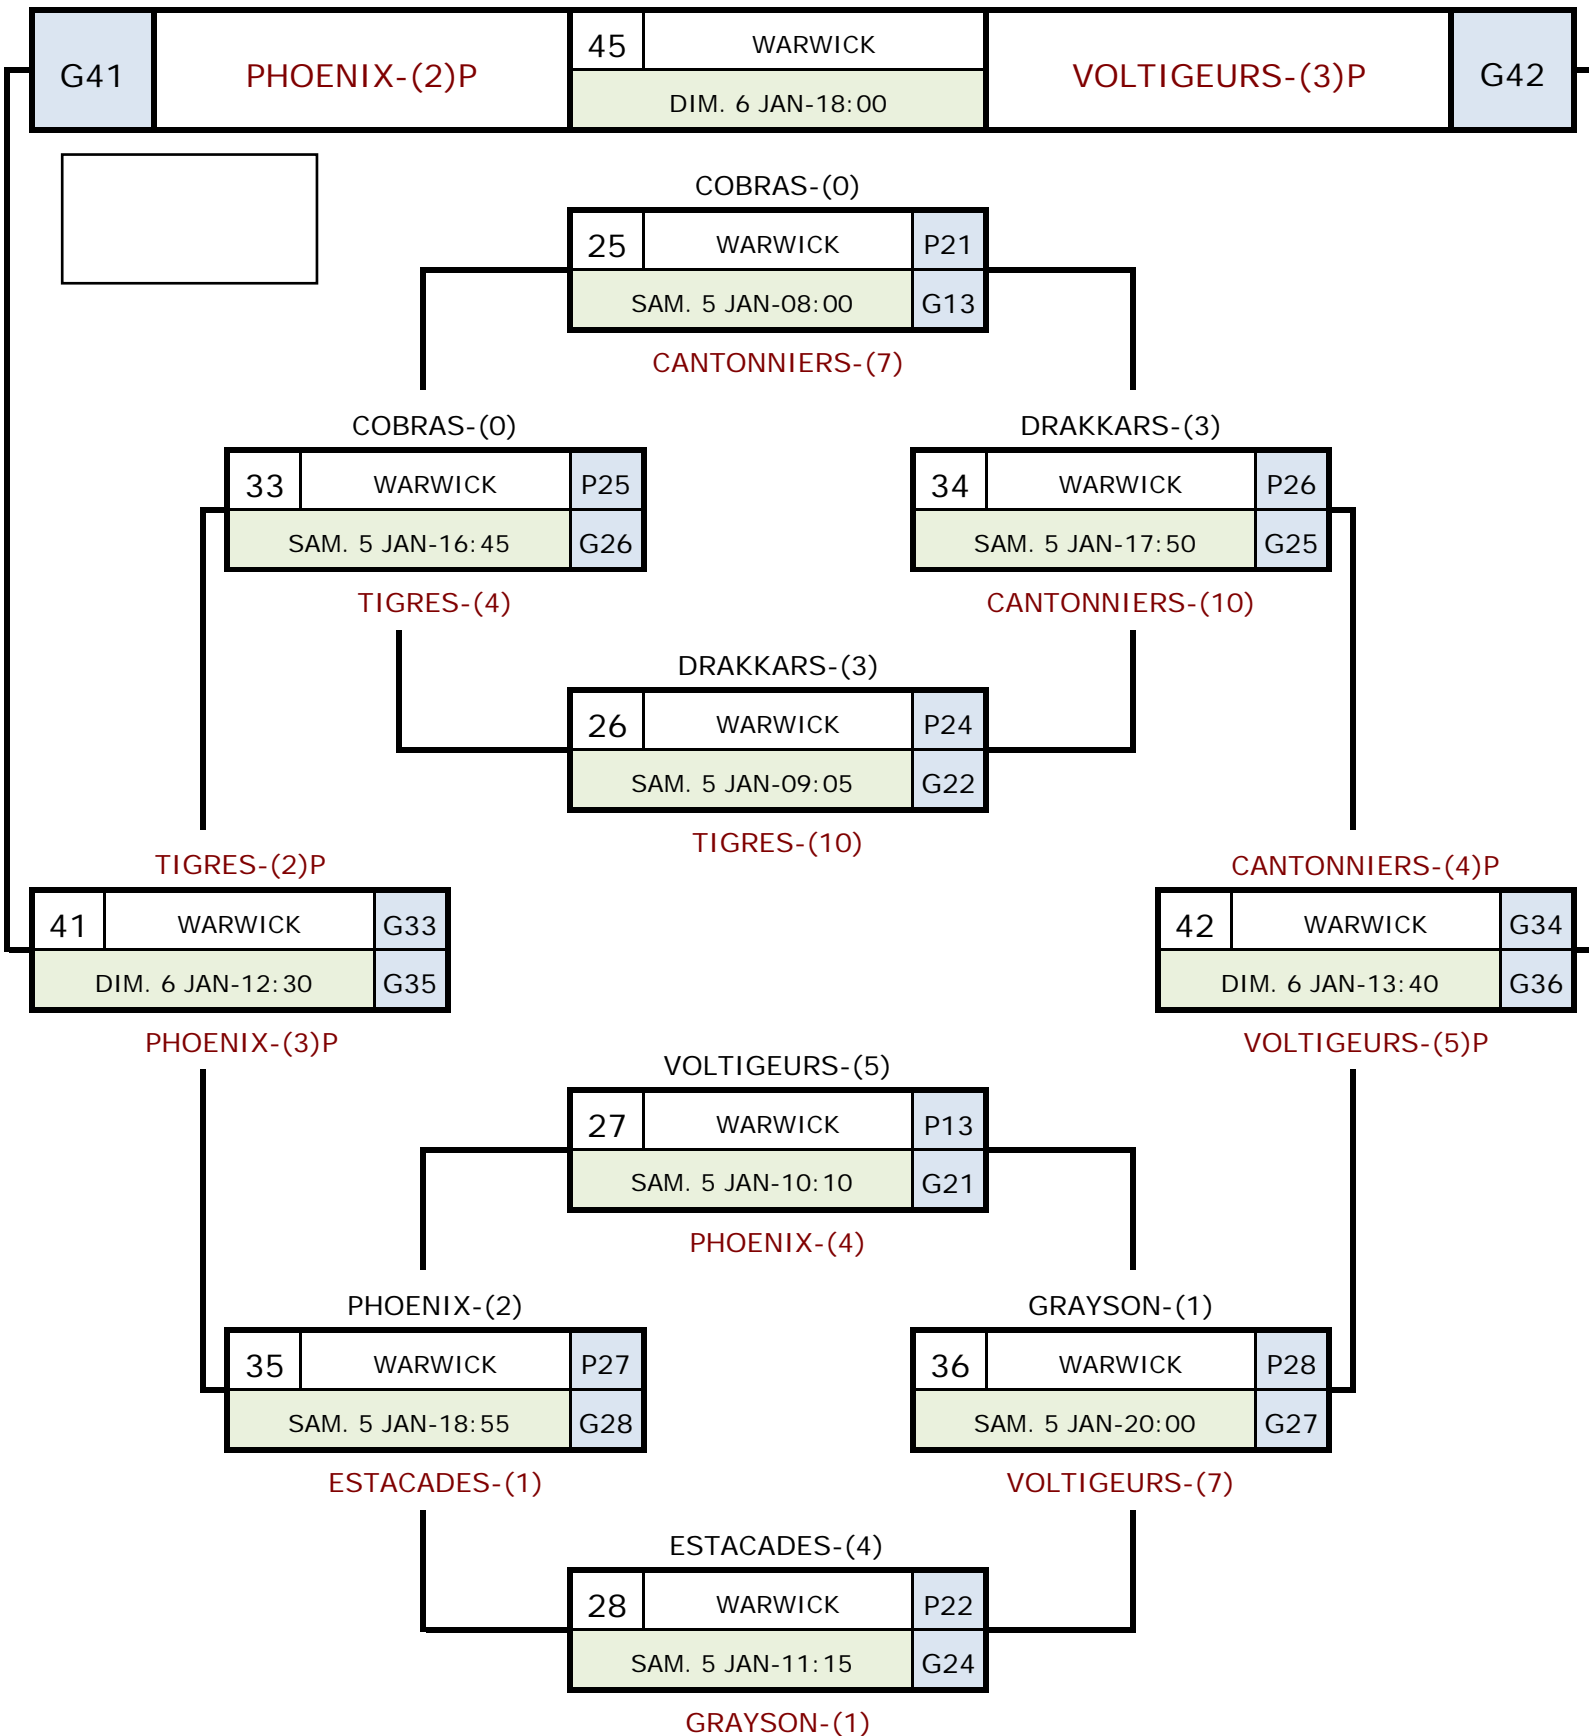 G41 PHOENIX-(2)P 45 WARWICK VOLTIGEURS-(3)P G42
DIM. 6 JAN-18:00
COBRAS-(0)
25 WARWICK P21
SAM. 5 JAN-08:00 G13
CANTONNIERS-(7)
COBRAS-(0)
33 WARWICK P25
SAM. 5 JAN-16:45 G26
TIGRES-(4)
DRAKKARS-(3)
34 WARWICK P26
SAM. 5 JAN-17:50 G25
CANTONNIERS-(10)
DRAKKARS-(3)
26 WARWICK P24
SAM. 5 JAN-09:05 G22
TIGRES-(10)
TIGRES-(2)P
41 WARWICK G33
DIM. 6 JAN-12:30 G35
PHOENIX-(3)P
CANTONNIERS-(4)P
42 WARWICK G34
DIM. 6 JAN-13:40 G36
VOLTIGEURS-(5)P
VOLTIGEURS-(5)
27 WARWICK P13
SAM. 5 JAN-10:10 G21
PHOENIX-(4)
PHOENIX-(2)
35 WARWICK P27
SAM. 5 JAN-18:55 G28
ESTACADES-(1)
GRAYSON-(1)
36 WARWICK P28
SAM. 5 JAN-20:00 G27
VOLTIGEURS-(7)
ESTACADES-(4)
28 WARWICK P22
SAM. 5 JAN-11:15 G24
GRAYSON-(1)